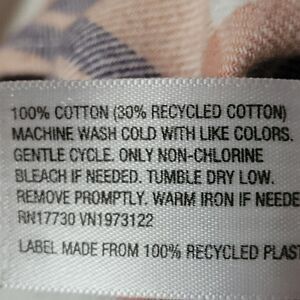 100% COTTON (30% RECYCLED COTTON)
MACHINE WASH COLD WITH LIKE COLORS.
GENTLE CYCLE. ONLY NON-CHLORINE
BLEACH IF NEEDED. TUMBLE DRY LOW.
REMOVE PROMPTLY. WARM IRON IF NEEDE
RN17730 VN1973122
LABEL MADE FROM 100% RECYCLED PLAST